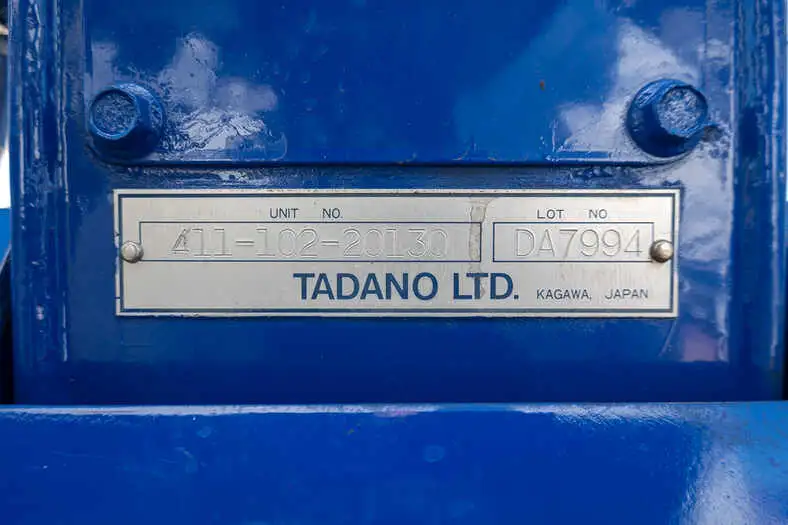 UNIT NO.
411-102-20130
LOT NO
DA7994
TADANO LTD. KAGAWA, JAPAN